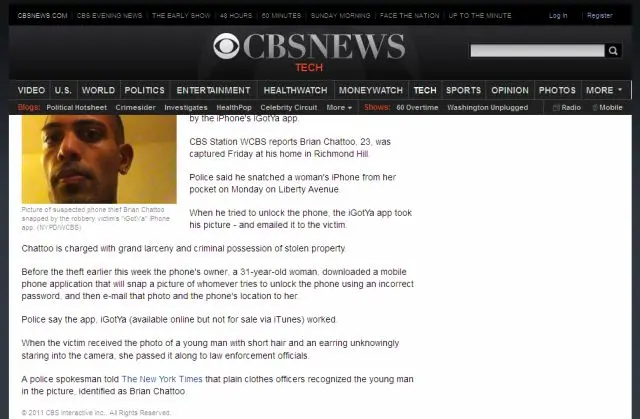 CBSNEWS.COM | CBS EVENING NEWS | THE EARLY SHOW | 48 HOURS | 60 MINUTES | SUNDAY MORNING | FACE THE NATION | UP TO THE MINUTE Log In | Register
CBSNEWS
TECH
VIDEO U.S. WORLD POLITICS ENTERTAINMENT HEALTHWATCH MONEYWATCH TECH SPORTS OPINION PHOTOS MORE
Blogs: Political Hotsheet Crimesider Investigates HealthPop Celebrity Circuit More Shows: 60 Overtime Washington Unplugged Radio Mobile
by the iPhone's iGotYa app.
CBS Station WCBS reports Brian Chattoo, 23, was
captured Friday at his home in Richmond Hill.
Police said he snatched a woman's iPhone from her
pocket on Monday on Liberty Avenue.
When he tried to unlock the phone, the iGotYa app took
his picture - and emailed it to the victim.
Picture of suspected phone thief Brian Chattoo
snapped by the robbery victim's "iGotYa" iPhone
app. (NYPD/WCBS)
Chattoo is charged with grand larceny and criminal possession of stolen property.
Before the theft earlier this week the phone's owner, a 31-year-old woman, downloaded a mobile
phone application that will snap a picture of whomever tries to unlock the phone using an incorrect
password, and then e-mail that photo and the phone's location to her.
Police say the app, iGotYa (available online but not for sale via iTunes) worked.
When the victim received the photo of a young man with short hair and an earring unknowingly
staring into the camera, she passed it along to law enforcement officials.
A police spokesman told The New York Times that plain clothes officers recognized the young man
in the picture, identified as Brian Chattoo.
© 2011 CBS Interactive Inc.. All Rights Reserved.